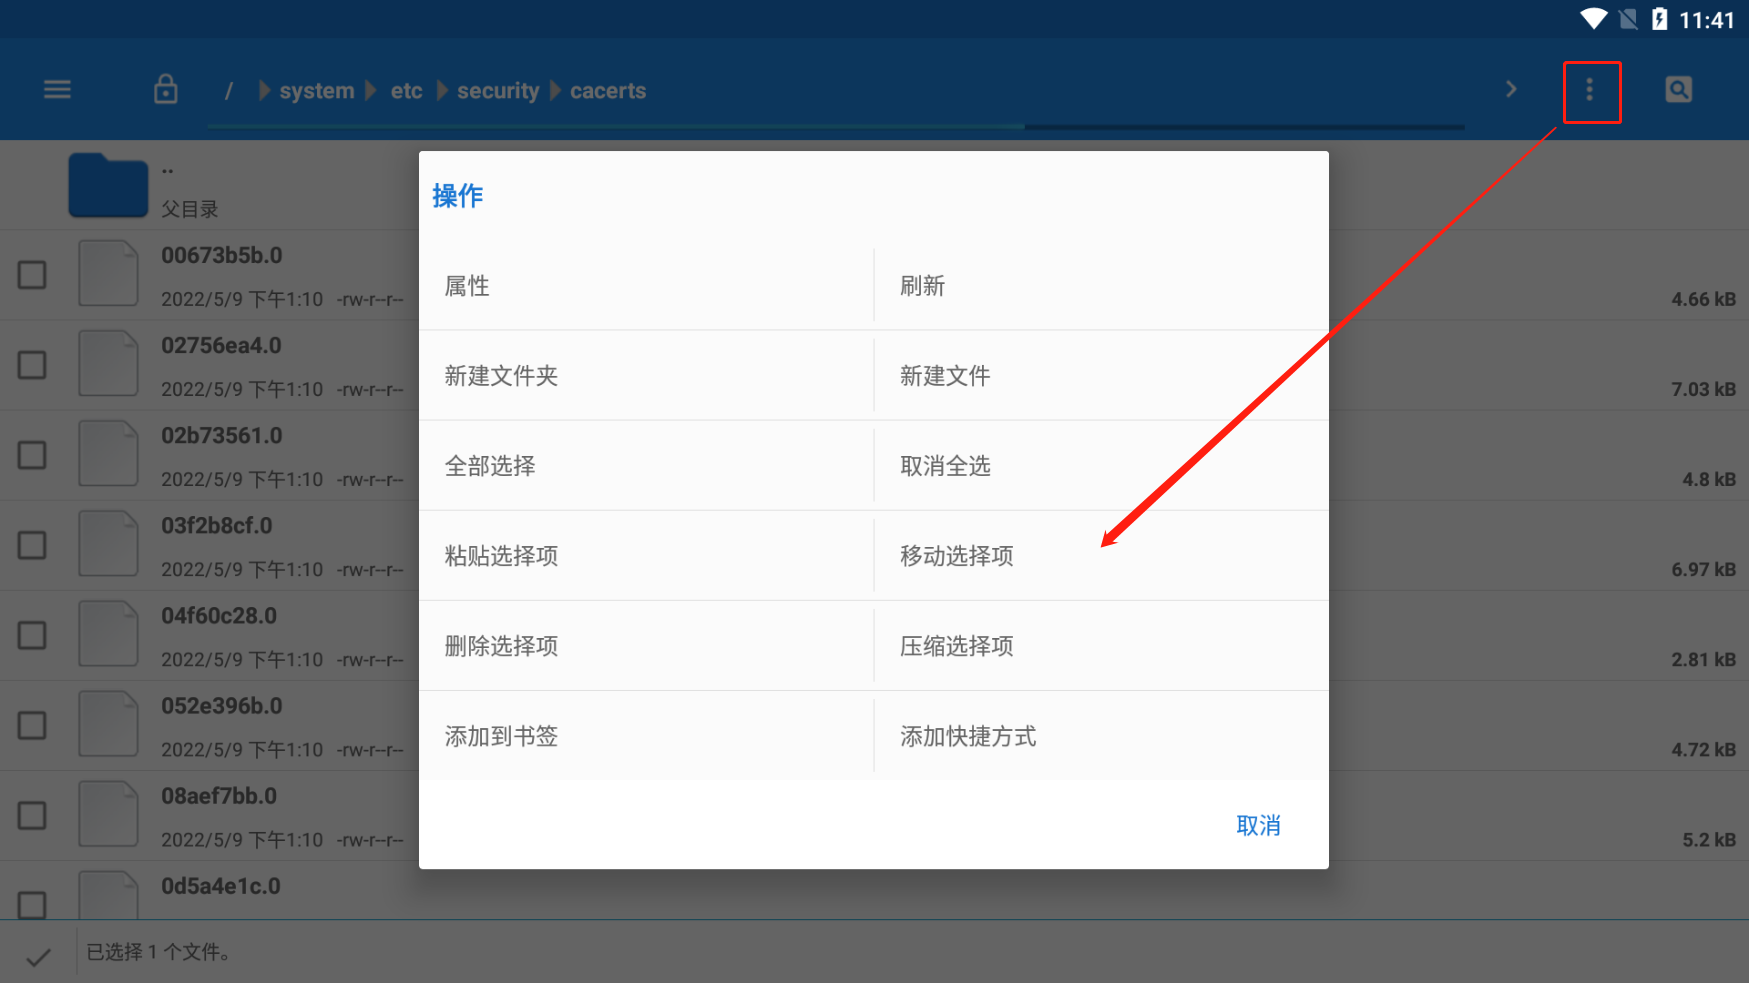 11:41
/ system etc security cacerts
..
父目录
00673b5b.0
2022/5/9 下午1:10 -rw-r--r--
4.66 kB
02756ea4.0
2022/5/9 下午1:10 -rw-r--r--
7.03 kB
02b73561.0
2022/5/9 下午1:10 -rw-r--r--
4.8 kB
03f2b8cf.0
2022/5/9 下午1:10 -rw-r--r--
6.97 kB
04f60c28.0
2022/5/9 下午1:10 -rw-r--r--
2.81 kB
052e396b.0
2022/5/9 下午1:10 -rw-r--r--
4.72 kB
08aef7bb.0
2022/5/9 下午1:10 -rw-r--r--
5.2 kB
0d5a4e1c.0
操作
属性 刷新
新建文件夹 新建文件
全部选择 取消全选
粘贴选择项 移动选择项
删除选择项 压缩选择项
添加到书签 添加快捷方式
取消
已选择 1 个文件。